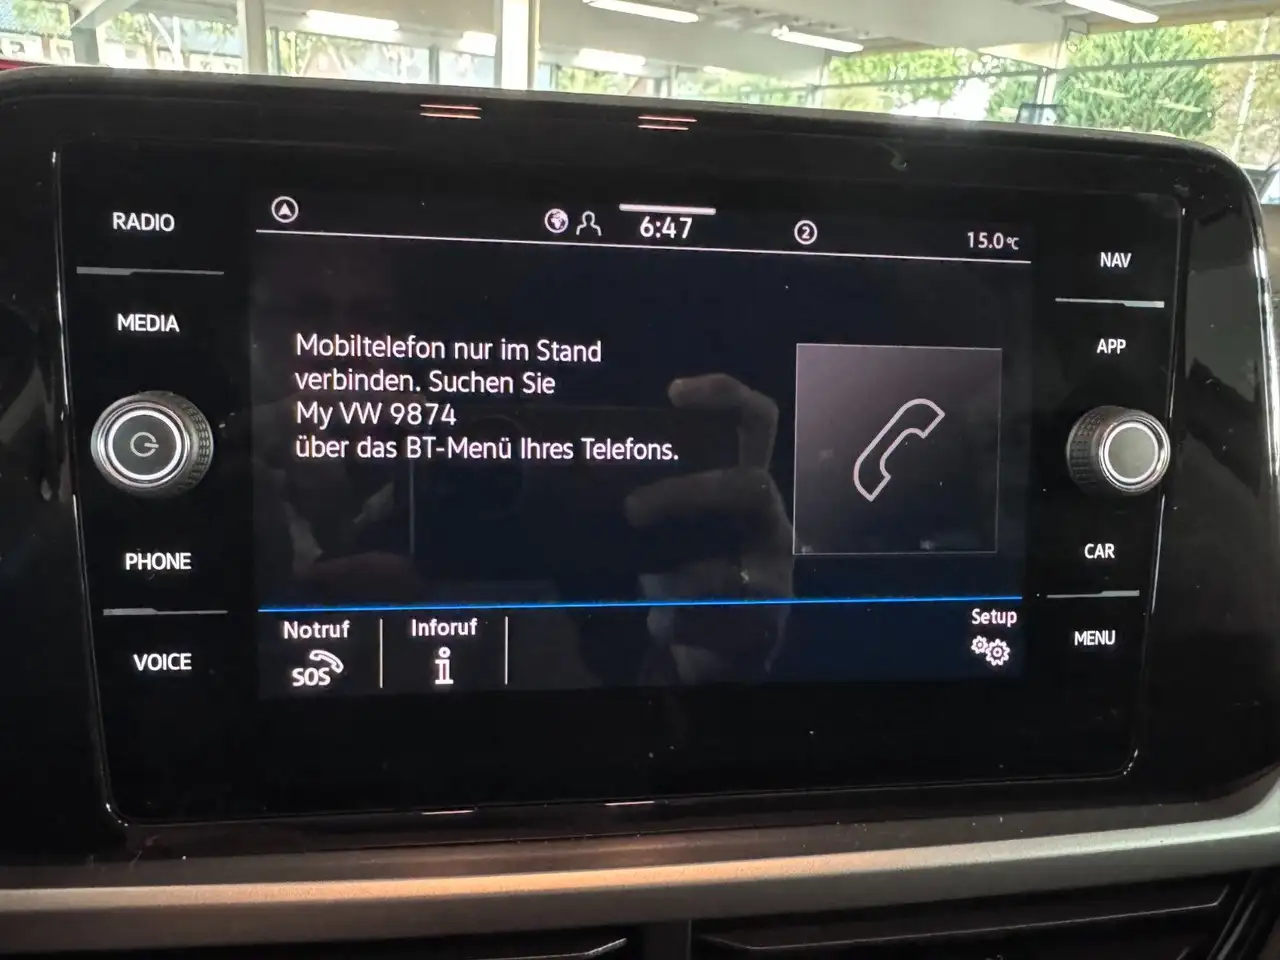 RADIO
MEDIA
PHONE
VOICE
6:47
2
15.0°C
Mobiltelefon nur im Stand
verbinden. Suchen Sie
My VW 9874
über das BT-Menü Ihres Telefons.
Notruf
SOS
Inforuf
i
Setup
NAV
APP
CAR
MENU